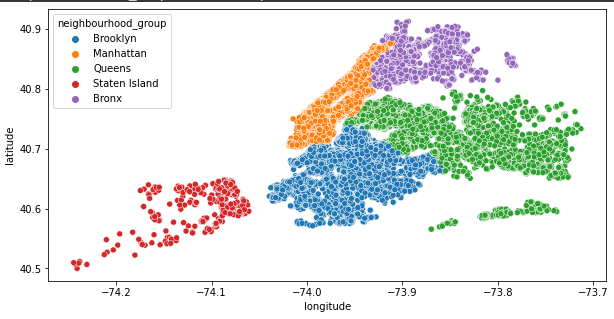 neighbourhood_group
Brooklyn
Manhattan
Queens
Staten Island
Bronx
latitude
40.9
40.8
40.7
40.6
40.5
−74.2
−74.1
−74.0
−73.9
−73.8
−73.7
longitude